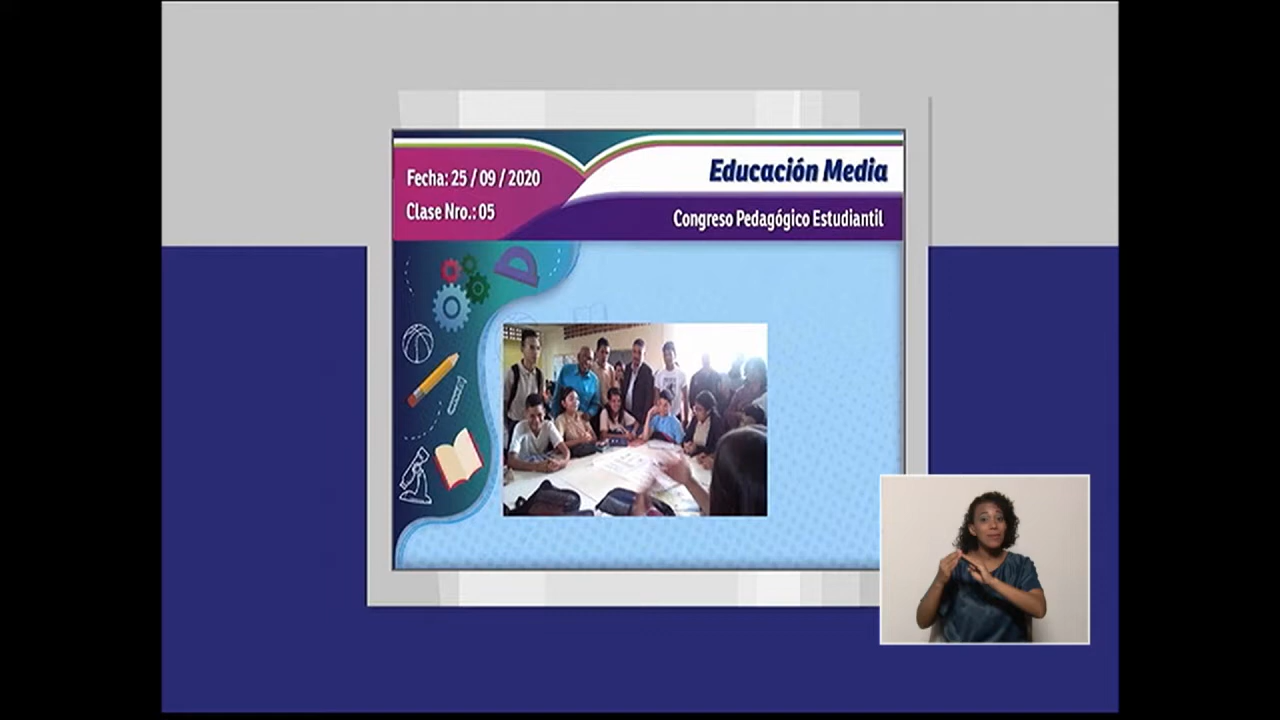 Fecha: 25 / 09 / 2020
Clase Nro.: 05
Educación Media
Congreso Pedagógico Estudiantil